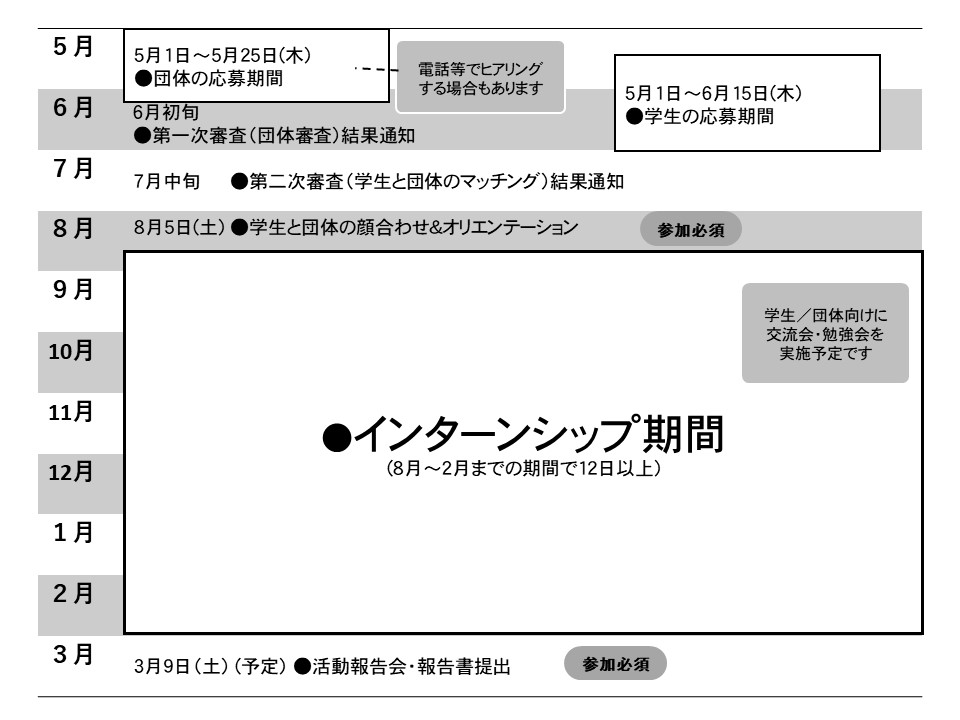 5月
5月1日～5月25日(木)
●団体の応募期間
電話等でヒアリング
する場合もあります
5月1日～6月15日(木)
●学生の応募期間
6月
6月初旬
●第一次審査(団体審査)結果通知
7月
7月中旬 ●第二次審査(学生と団体のマッチング)結果通知
8月
8月5日(土) ●学生と団体の顔合わせ&オリエンテーション
参加必須
9月
学生／団体向けに
交流会・勉強会を
実施予定です
10月
11月
●インターンシップ期間
(8月～2月までの期間で12日以上)
12月
1月
2月
3月
3月9日(土)(予定) ●活動報告会・報告書提出
参加必須